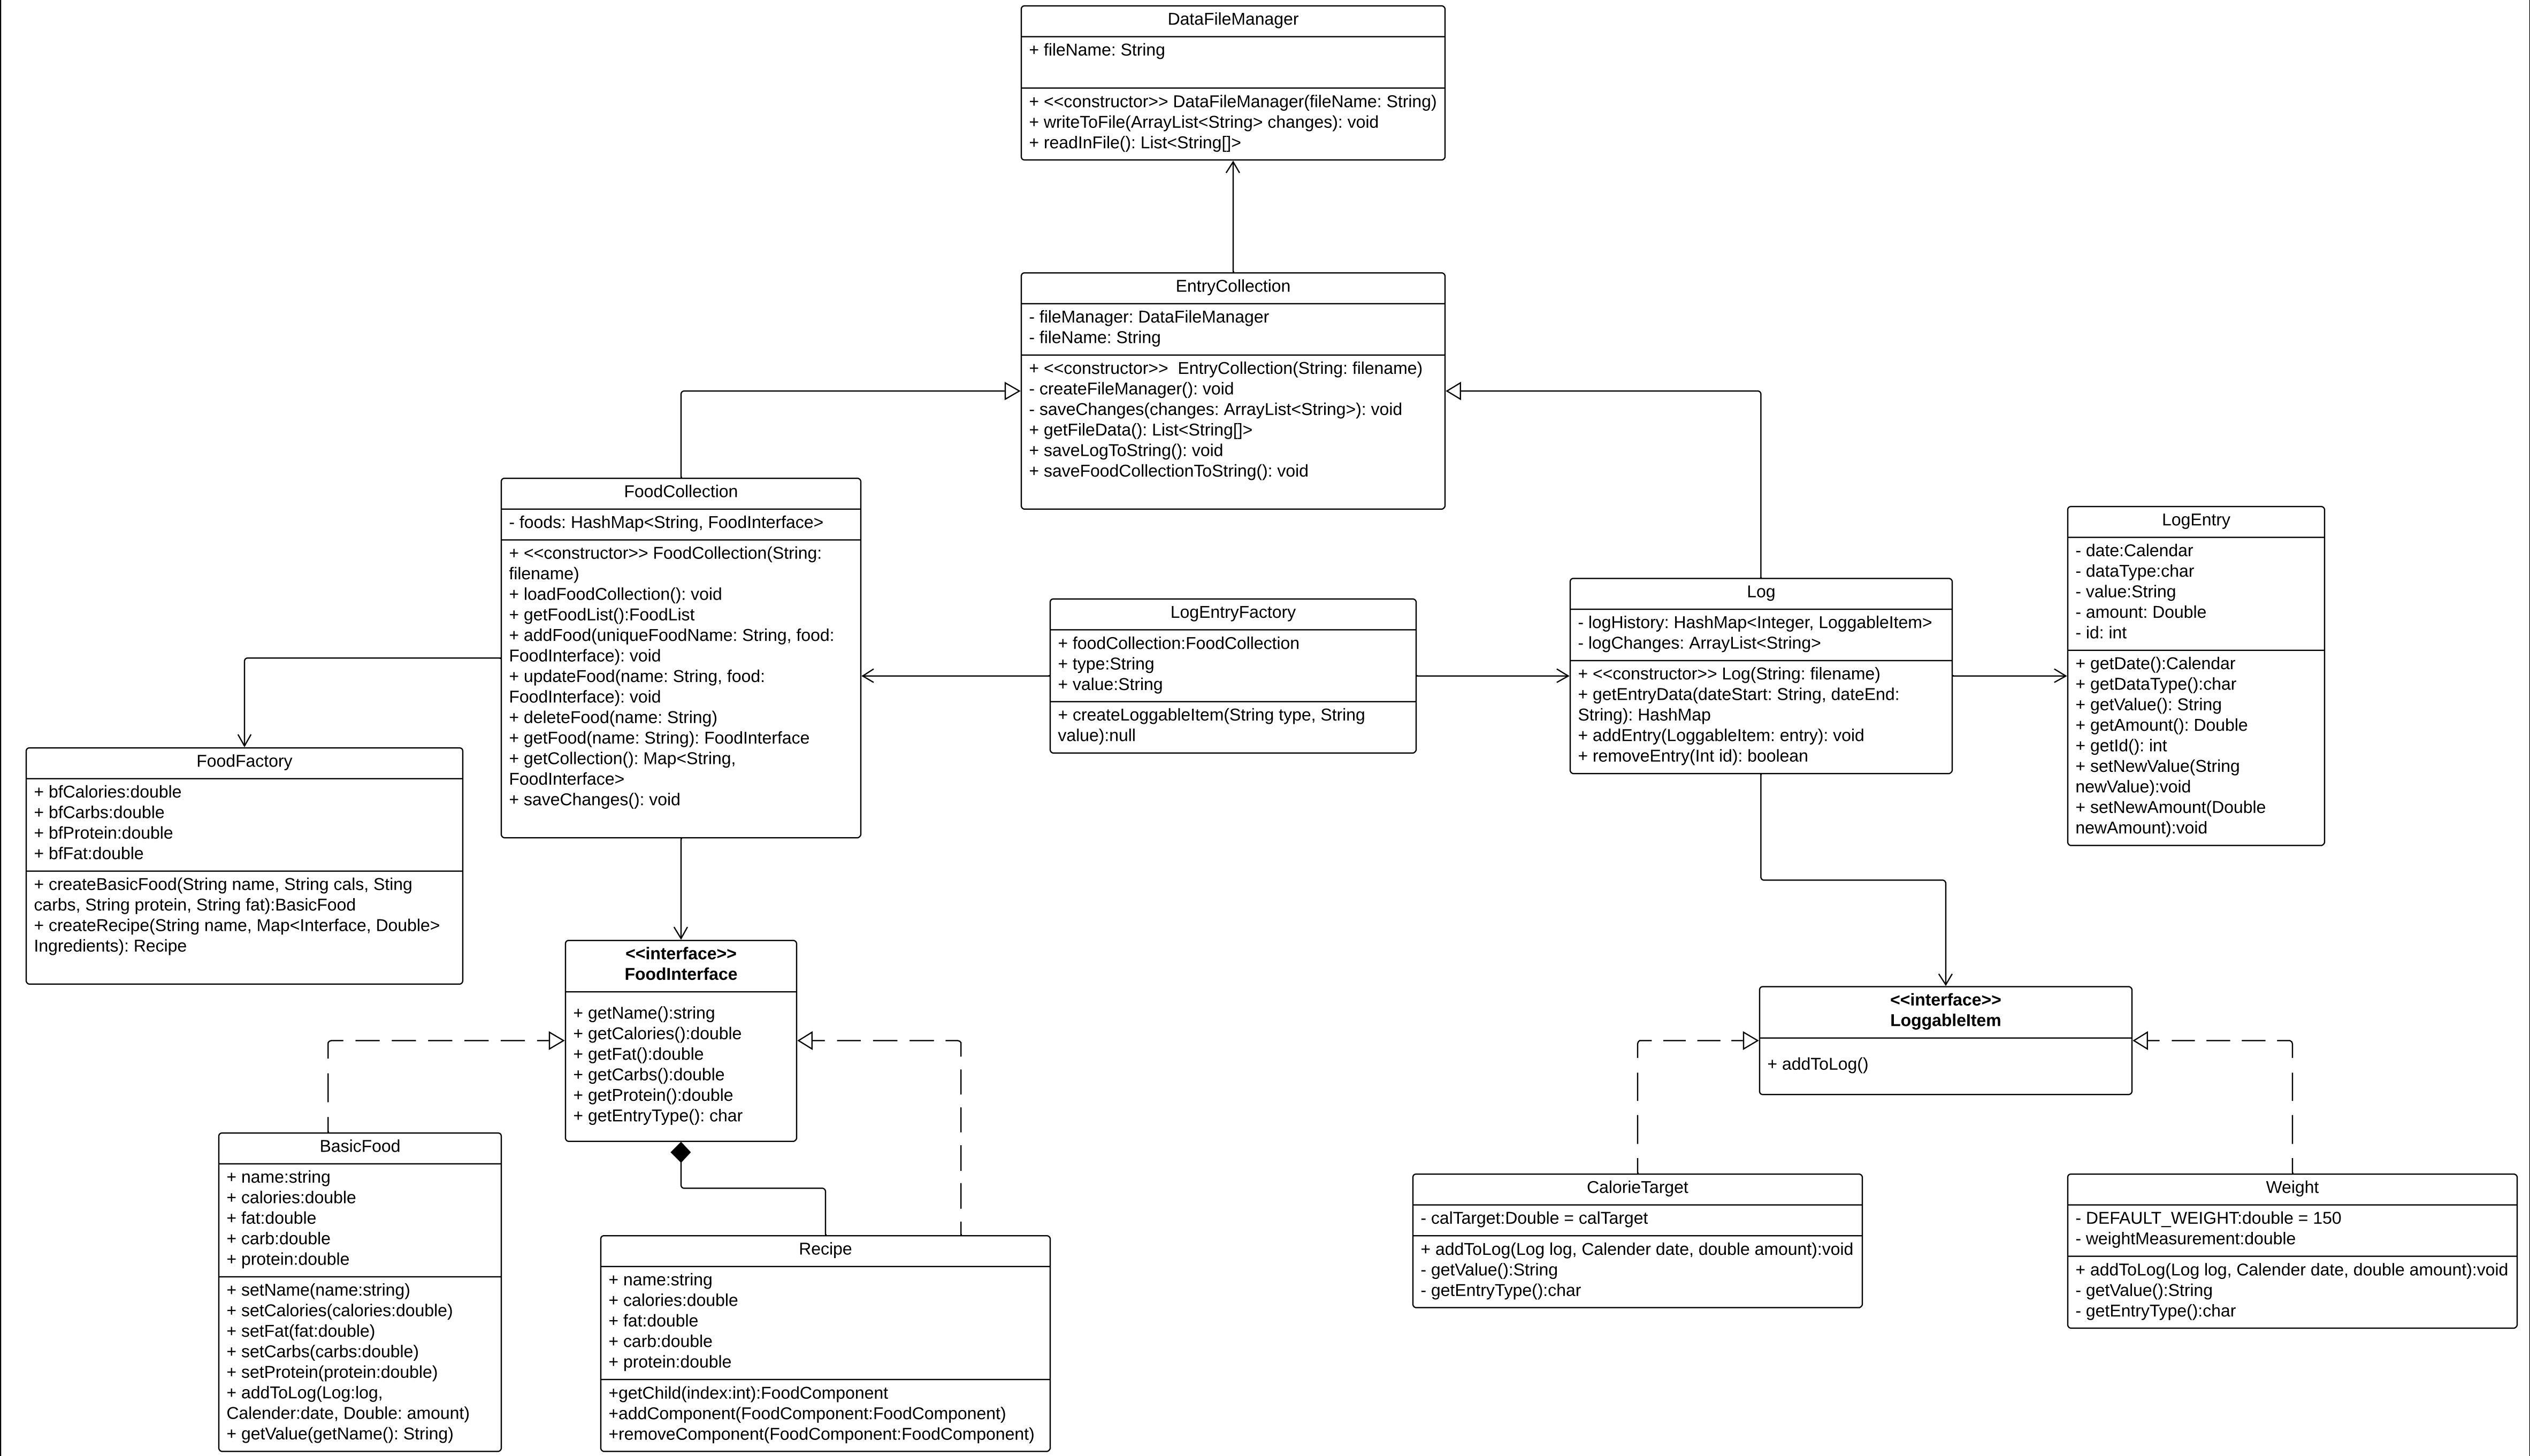 DataFileManager
+ fileName: String
+ <<constructor>> DataFileManager(fileName: String)
+ writeToFile(ArrayList<String> changes): void
+ readInFile(): List<String[]>
EntryCollection
- fileManager: DataFileManager
- fileName: String
+ <<constructor>>  EntryCollection(String: filename)
- createFileManager(): void
- saveChanges(changes: ArrayList<String>): void
+ getFileData(): List<String[]>
+ saveLogToString(): void
+ saveFoodCollectionToString(): void
FoodCollection
- foods: HashMap<String, FoodInterface>
+ <<constructor>> FoodCollection(String:
filename)
+ loadFoodCollection(): void
+ getFoodList():FoodList
+ addFood(uniqueFoodName: String, food:
FoodInterface): void
+ updateFood(name: String, food:
FoodInterface): void
+ deleteFood(name: String)
+ getFood(name: String): FoodInterface
+ getCollection(): Map<String,
FoodInterface>
+ saveChanges(): void
LogEntryFactory
+ foodCollection:FoodCollection
+ type:String
+ value:String
+ createLoggableItem(String type, String
value):null
Log
- logHistory: HashMap<Integer, LoggableItem>
- logChanges: ArrayList<String>
+ <<constructor>> Log(String: filename)
+ getEntryData(dateStart: String, dateEnd:
String): HashMap
+ addEntry(LoggableItem: entry): void
+ removeEntry(Int id): boolean
LogEntry
- date:Calendar
- dataType:char
- value:String
- amount: Double
- id: int
+ getDate():Calendar
+ getDataType():char
+ getValue(): String
+ getAmount(): Double
+ getId(): int
+ setNewValue(String
newValue):void
+ setNewAmount(Double
newAmount):void
FoodFactory
+ bfCalories:double
+ bfCarbs:double
+ bfProtein:double
+ bfFat:double
+ createBasicFood(String name, String cals, Sting
carbs, String protein, String fat):BasicFood
+ createRecipe(String name, Map<Interface, Double>
Ingredients): Recipe
<<interface>>
FoodInterface
+ getName():string
+ getCalories():double
+ getFat():double
+ getCarbs():double
+ getProtein():double
+ getEntryType(): char
<<interface>>
LoggableItem
+ addToLog()
BasicFood
+ name:string
+ calories:double
+ fat:double
+ carb:double
+ protein:double
+ setName(name:string)
+ setCalories(calories:double)
+ setFat(fat:double)
+ setCarbs(carbs:double)
+ setProtein(protein:double)
+ addToLog(Log:log,
Calender:date, Double: amount)
+ getValue(getName(): String)
Recipe
+ name:string
+ calories:double
+ fat:double
+ carb:double
+ protein:double
+getChild(index:int):FoodComponent
+addComponent(FoodComponent:FoodComponent)
+removeComponent(FoodComponent:FoodComponent)
CalorieTarget
- calTarget:Double = calTarget
+ addToLog(Log log, Calender date, double amount):void
- getValue():String
- getEntryType():char
Weight
- DEFAULT_WEIGHT:double = 150
- weightMeasurement:double
+ addToLog(Log log, Calender date, double amount):void
- getValue():String
- getEntryType():char